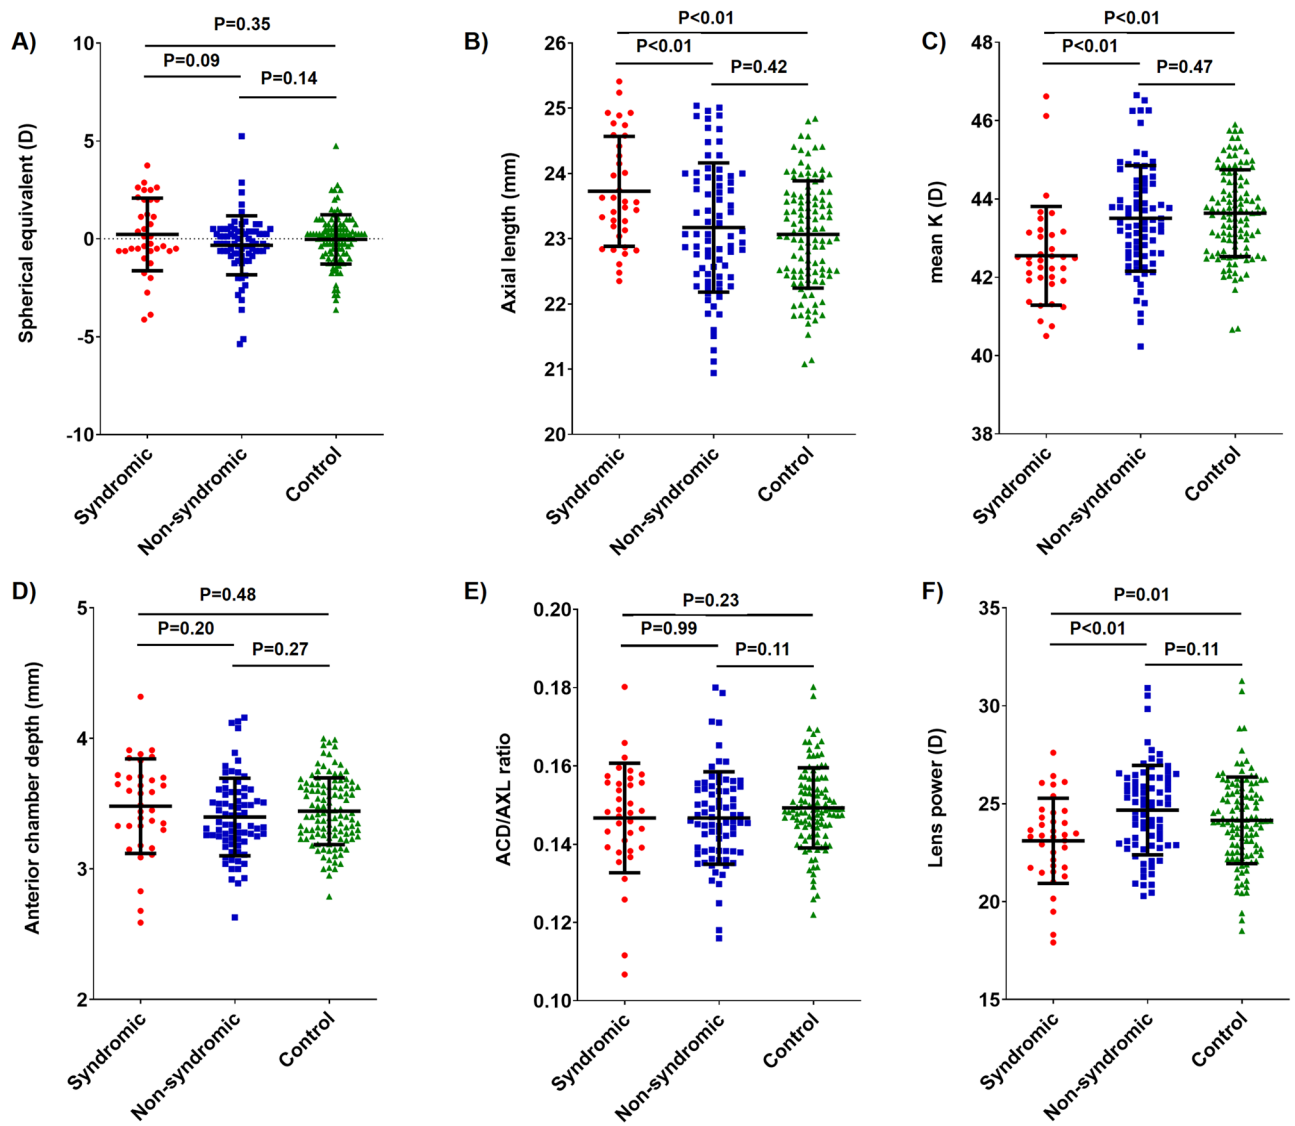 A)
P=0.35
P=0.09
P=0.14
Spherical equivalent (D)
10
5
0
-5
-10
Syndromic
Non-syndromic
Control
B)
P<0.01
P<0.01
P=0.42
Axial length (mm)
26
25
24
23
22
21
20
Syndromic
Non-syndromic
Control
C)
P<0.01
P<0.01
P=0.47
mean K (D)
48
46
44
42
40
38
Syndromic
Non-syndromic
Control
D)
P=0.48
P=0.20
P=0.27
Anterior chamber depth (mm)
5
4
3
2
Syndromic
Non-syndromic
Control
E)
P=0.23
P=0.99
P=0.11
ACD/AXL ratio
0.20
0.18
0.16
0.14
0.12
0.10
Syndromic
Non-syndromic
Control
F)
P=0.01
P<0.01
P=0.11
Lens power (D)
35
30
25
20
15
Syndromic
Non-syndromic
Control